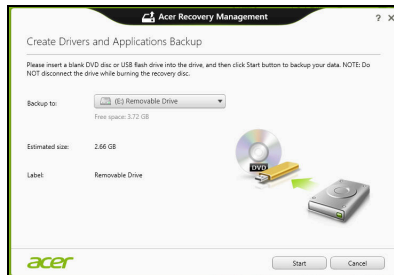 Acer Recovery Management
? X
Create Drivers and Applications Backup
Please insert a blank DVD disc or USB flash drive into the drive, and then click Start button to backup your data. NOTE: Do
NOT disconnect the drive while burning the recovery disc.
Backup to:
(E:) Removable Drive
Free space: 3.72 GB
Estimated size:
2.66 GB
Label:
Removable Drive
DVD
acer
Start
Cancel